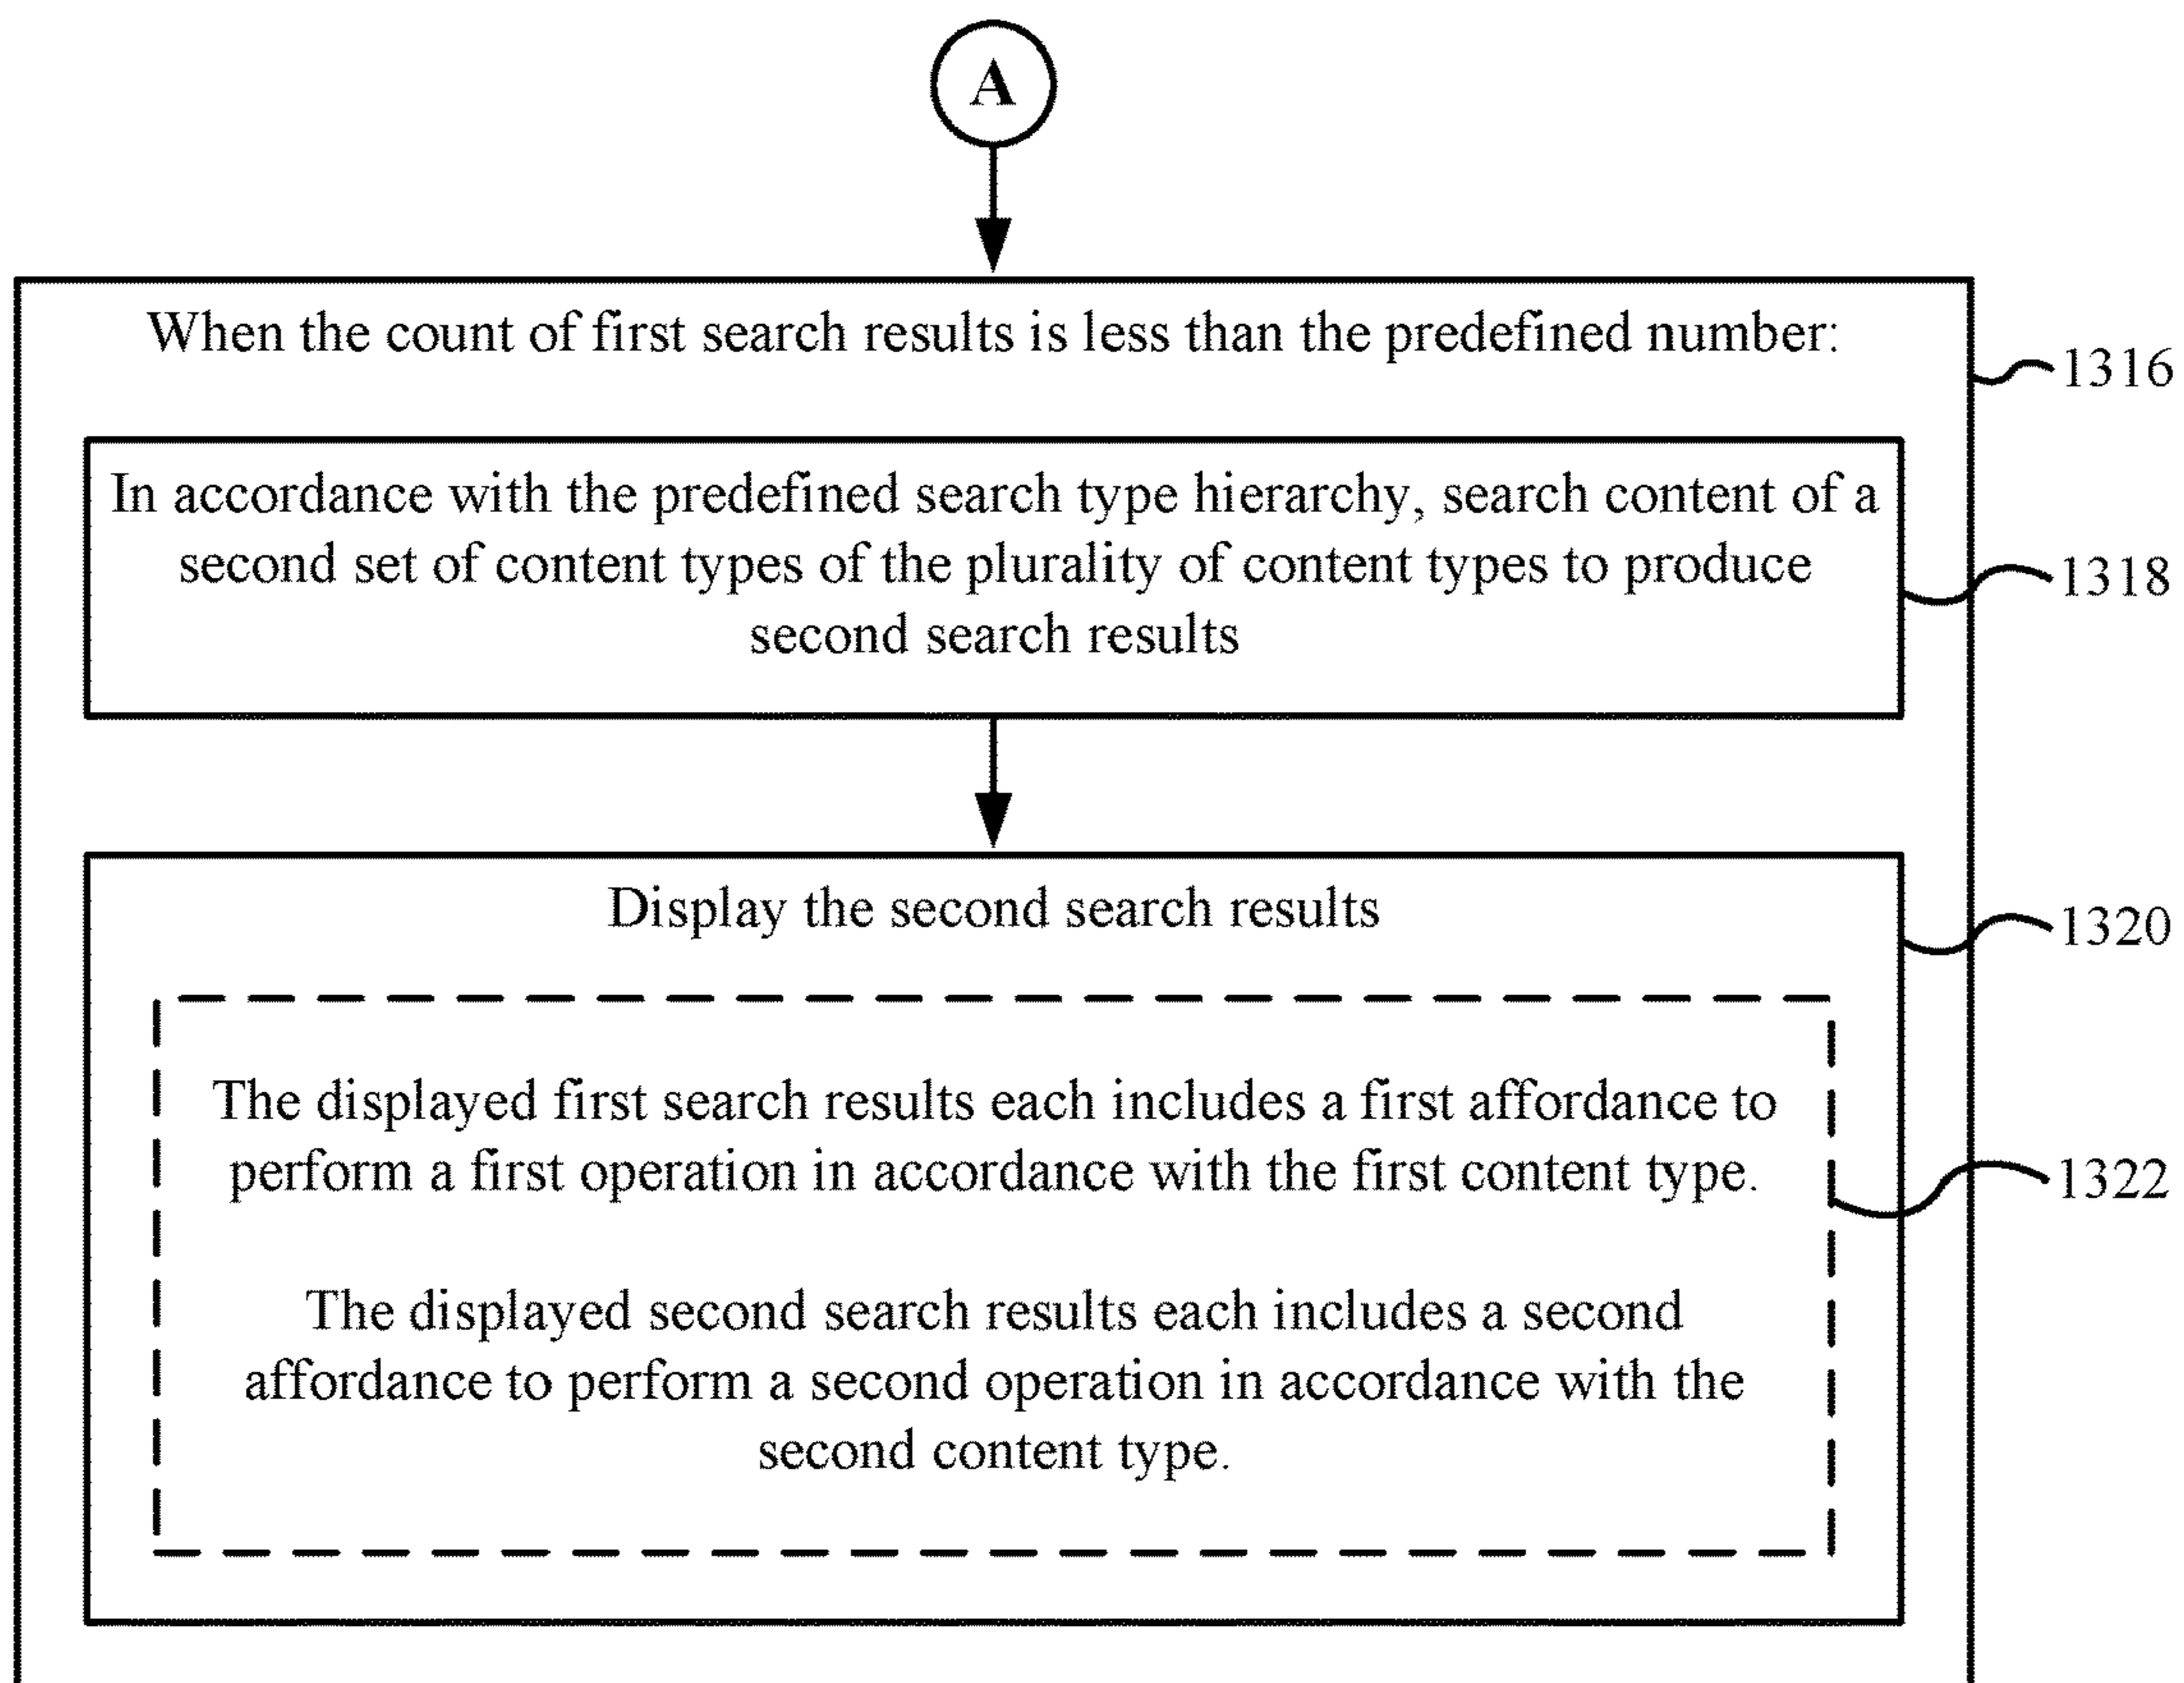 A
When the count of first search results is less than the predefined number:
1316
In accordance with the predefined search type hierarchy, search content of a
second set of content types of the plurality of content types to produce
second search results
1318
Display the second search results
1320
The displayed first search results each includes a first affordance to
perform a first operation in accordance with the first content type.
1322
The displayed second search results each includes a second
affordance to perform a second operation in accordance with the
second content type.